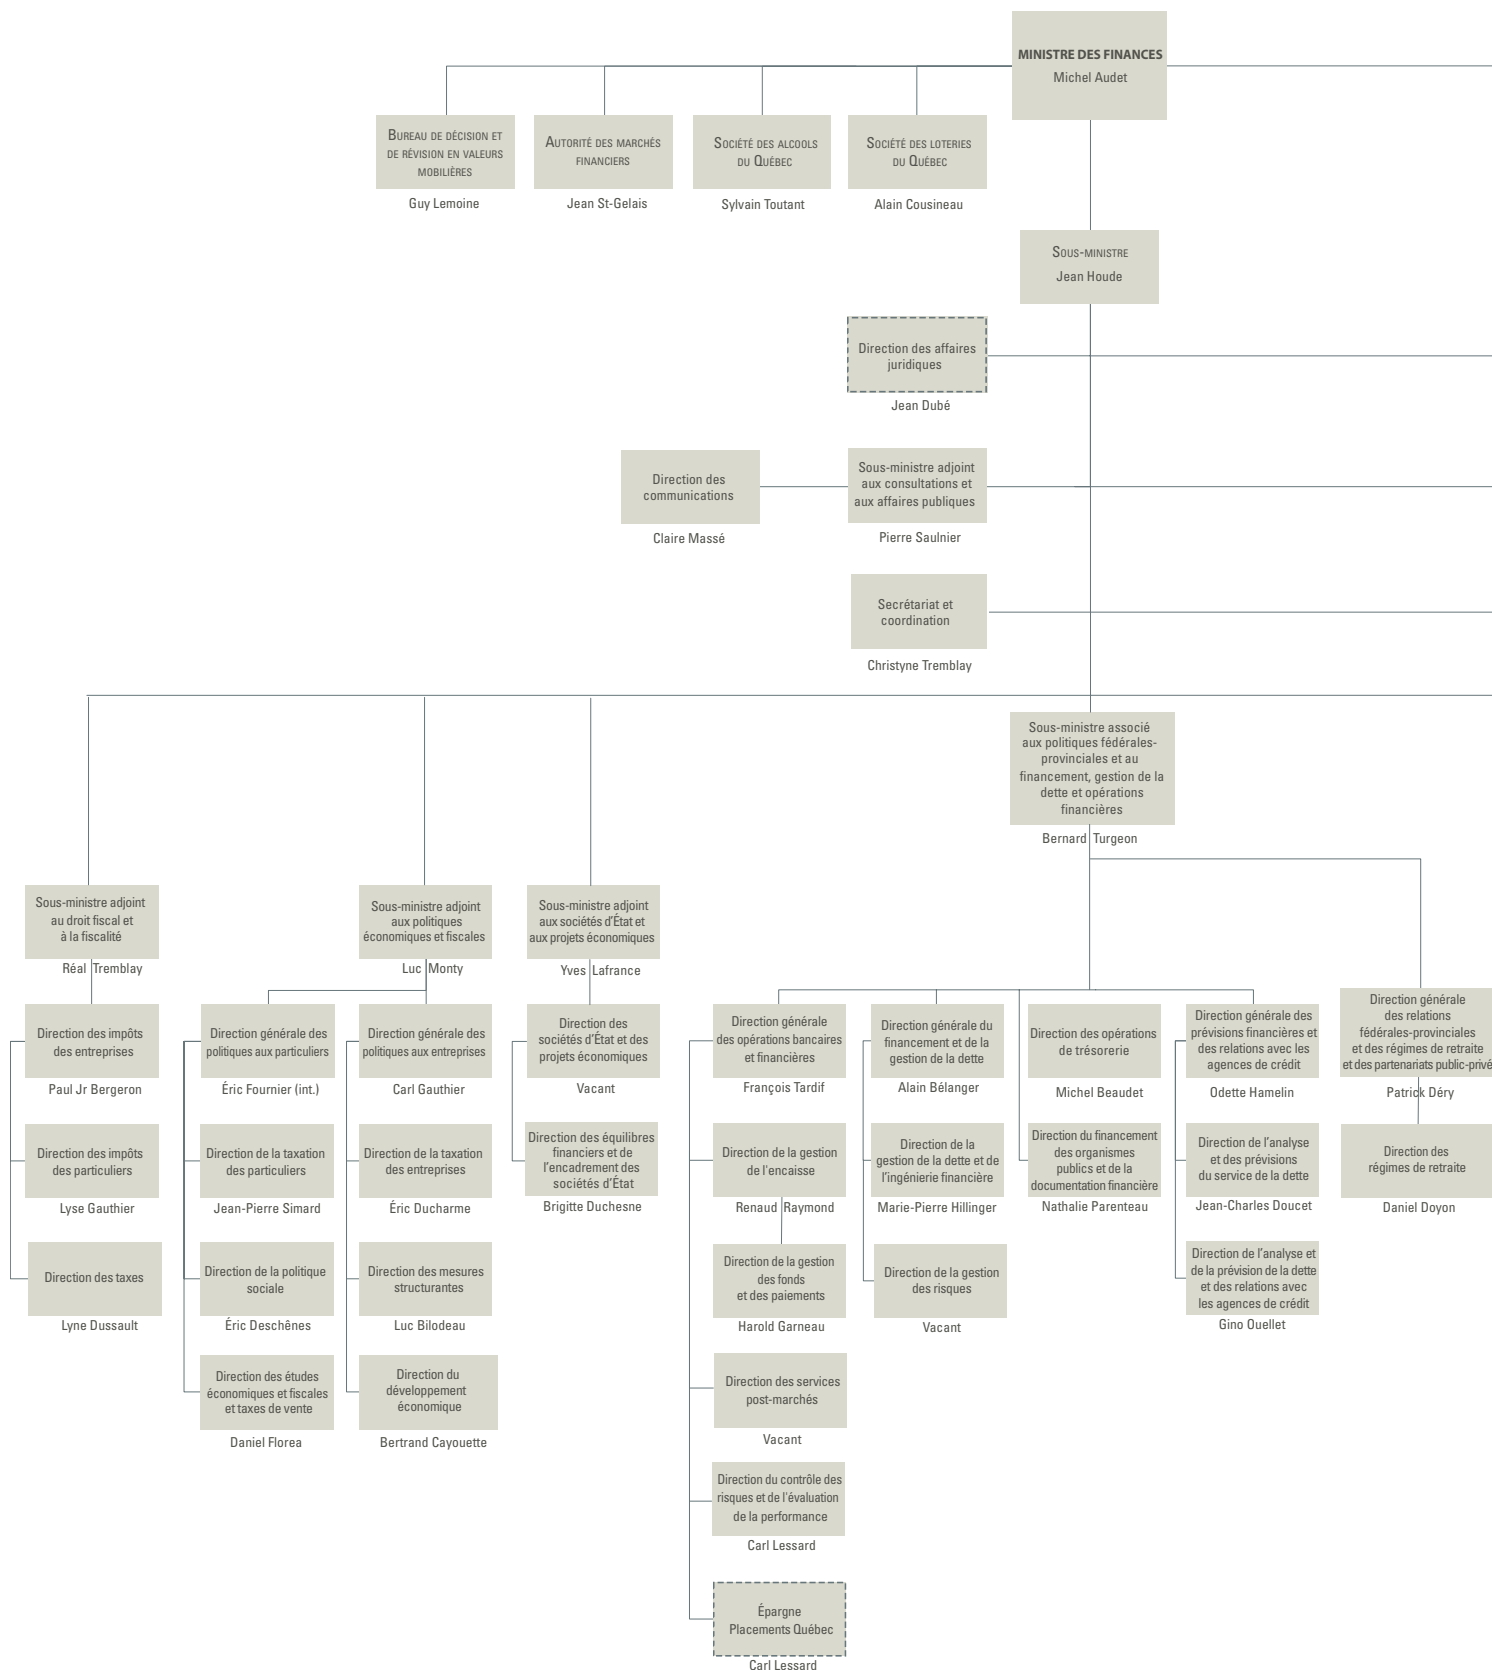 MINISTRE DES FINANCES
Michel Audet
BUREAU DE DÉCISION ET
DE RÉVISION EN VALEURS
MOBILIÈRES
Guy Lemoine
AUTORITÉ DES MARCHÉS
FINANCIERS
Jean St-Gelais
SOCIÉTÉ DES ALCOOLS
DU QUÉBEC
Sylvain Toutant
SOCIÉTÉ DES LOTERIES
DU QUÉBEC
Alain Cousineau
SOUS-MINISTRE
Jean Houde
Direction des affaires
juridiques
Jean Dubé
Direction des
communications
Claire Massé
Sous-ministre adjoint
aux consultations et
aux affaires publiques
Pierre Saulnier
Secrétariat et
coordination
Christyne Tremblay
Sous-ministre associé
aux politiques fédérales-
provinciales et au
financement, gestion de la
dette et opérations
financières
Bernard Turgeon
Sous-ministre adjoint
au droit fiscal et
à la fiscalité
Réal Tremblay
Sous-ministre adjoint
aux politiques
économiques et fiscales
Luc Monty
Sous-ministre adjoint
aux sociétés d'État et
aux projets économiques
Yves Lafrance
Direction des impôts
des entreprises
Paul Jr Bergeron
Direction générale des
politiques aux particuliers
Éric Fournier (int.)
Direction générale des
politiques aux entreprises
Carl Gauthier
Direction des
sociétés d'État et des
projets économiques
Vacant
Direction générale
des opérations bancaires
et financières
François Tardif
Direction générale du
financement et de la
gestion de la dette
Alain Bélanger
Direction des opérations
de trésorerie
Michel Beaudet
Direction générale des
prévisions financières et
des relations avec les
agences de crédit
Odette Hamelin
Direction générale
des relations
fédérales-provinciales
et des régimes de retraite
et des partenariats public-privé
Patrick Déry
Direction des impôts
des particuliers
Lyse Gauthier
Direction de la taxation
des particuliers
Jean-Pierre Simard
Direction de la taxation
des entreprises
Éric Ducharme
Direction des équilibres
financiers et de
l'encadrement des
sociétés d'État
Brigitte Duchesne
Direction de la gestion
de l'encaisse
Renaud Raymond
Direction de la
gestion de la dette et de
l'ingénierie financière
Marie-Pierre Hillinger
Direction du financement
des organismes
publics et de la
documentation financière
Nathalie Parenteau
Direction de l'analyse
et des prévisions
du service de la dette
Jean-Charles Doucet
Direction des
régimes de retraite
Daniel Doyon
Direction des taxes
Lyne Dussault
Direction de la politique
sociale
Éric Deschênes
Direction des mesures
structurantes
Luc Bilodeau
Direction de la gestion
des fonds
et des paiements
Harold Garneau
Direction de la gestion
des risques
Vacant
Direction de l'analyse et
de la prévision de la dette
et des relations avec
les agences de crédit
Gino Ouellet
Direction des études
économiques et fiscales
et taxes de vente
Daniel Florea
Direction du
développement
économique
Bertrand Cayouette
Direction des services
post-marchés
Vacant
Direction du contrôle des
risques et de l'évaluation
de la performance
Carl Lessard
Épargne
Placements Québec
Carl Lessard